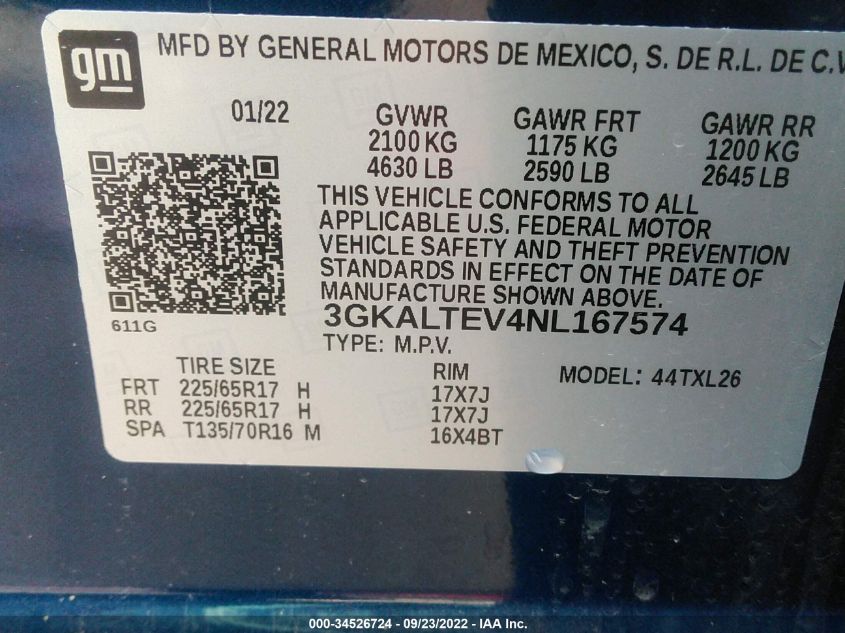 gm
MFD BY GENERAL MOTORS DE MEXICO, S. DE R.L. DE C.V
01/22 GVWR GAWR FRT GAWR RR
2100 KG 1175 KG 1200 KG
4630 LB 2590 LB 2645 LB
THIS VEHICLE CONFORMS TO ALL
APPLICABLE U.S. FEDERAL MOTOR
VEHICLE SAFETY AND THEFT PREVENTION
STANDARDS IN EFFECT ON THE DATE OF
MANUFACTURE SHOWN ABOVE.
611G
3GKALTEV4NL167574
TYPE: M.P.V.
TIRE SIZE RIM MODEL: 44TXL26
FRT 225/65R17 H 17X7J
RR 225/65R17 H 17X7J
SPA T135/70R16 M 16X4BT
000-34526724 - 09/23/2022 - IAA Inc.